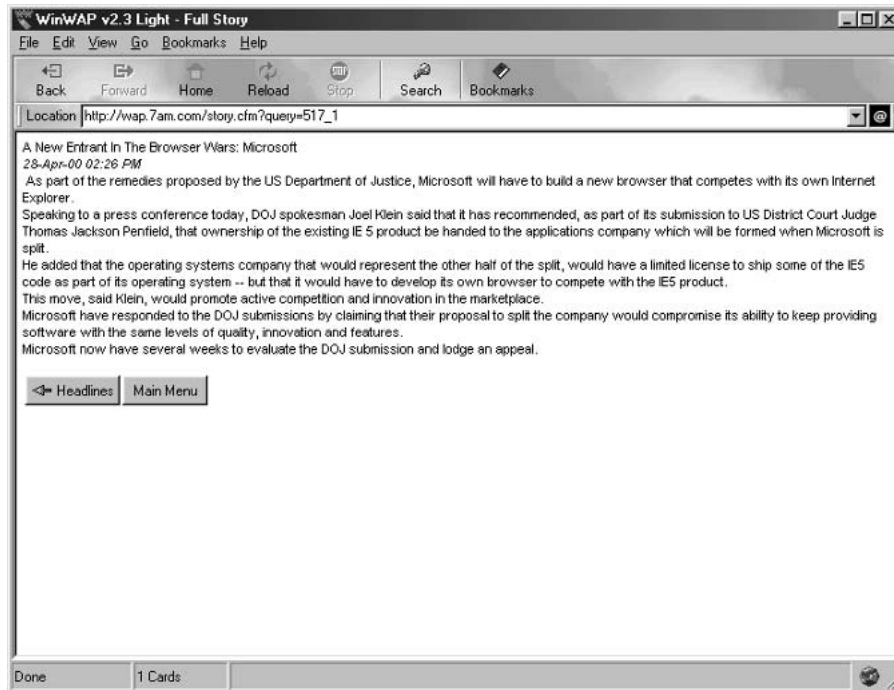 WinWAP v2.3 Light - Full Story
File Edit View Go Bookmarks Help
Back Forward Home Reload Stop Search Bookmarks
Location http://wap.7am.com/story.cfm?query=517_1
A New Entrant In The Browser Wars: Microsoft
28-Apr-00 02:26 PM
As part of the remedies proposed by the US Department of Justice, Microsoft will have to build a new browser that competes with its own Internet
Explorer.
Speaking to a press conference today, DOJ spokesman Joel Klein said that it has recommended, as part of its submission to US District Court Judge
Thomas Jackson Penfield, that ownership of the existing IE 5 product be handed to the applications company which will be formed when Microsoft is
split.
He added that the operating systems company that would represent the other half of the split, would have a limited license to ship some of the IE5
code as part of its operating system -- but that it would have to develop its own browser to compete with the IE5 product.
This move, said Klein, would promote active competition and innovation in the marketplace.
Microsoft have responded to the DOJ submissions by claiming that their proposal to split the company would compromise its ability to keep providing
software with the same levels of quality, innovation and features.
Microsoft now have several weeks to evaluate the DOJ submission and lodge an appeal.
Headlines Main Menu
Done 1 Cards